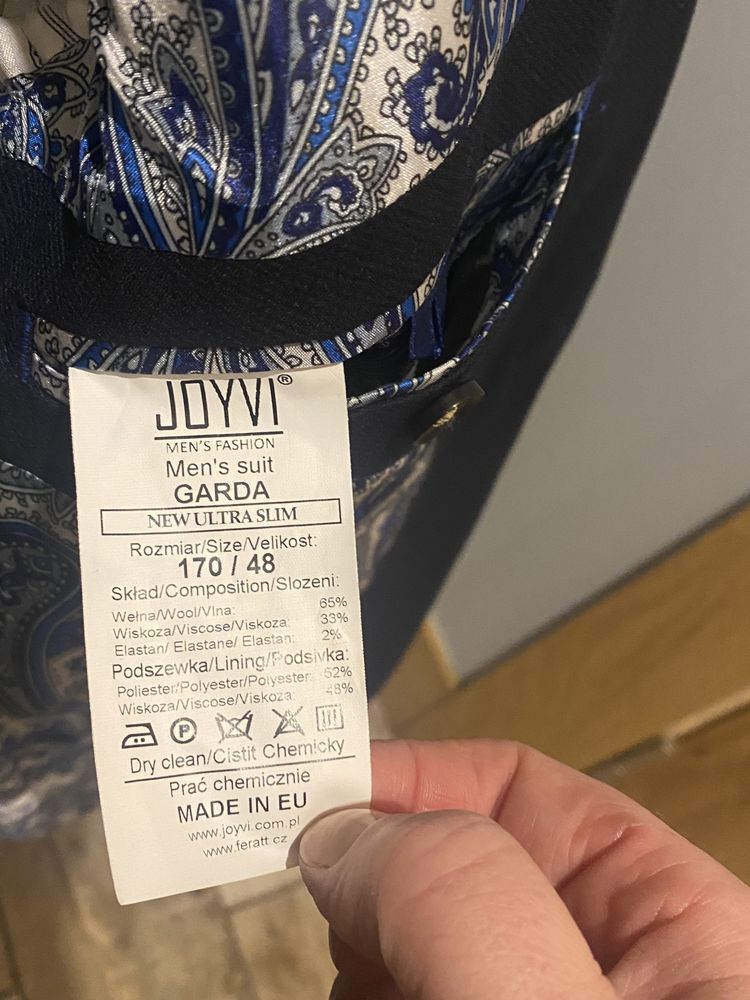 JOYVI®
MEN'S FASHION
Men's suit
GARDA
NEW ULTRA SLIM
Rozmiar/Size/Velikost:
170 / 48
Skład/Composition/Slozeni:
Wełna/Wool/Vlna: 65%
Wiskoza/Viscose/Viskoza: 33%
Elastan/ Elastane/ Elastan: 2%
Podszewka/Lining/Podsivka:
Poliester/Polyester/Polyester: 52%
Wiskoza/Viscose/Viskoza: 48%
P
Dry clean/Cistit Chemicky
Prać chemicznie
MADE IN EU
www.joyvi.com.pl
www.feratt.cz